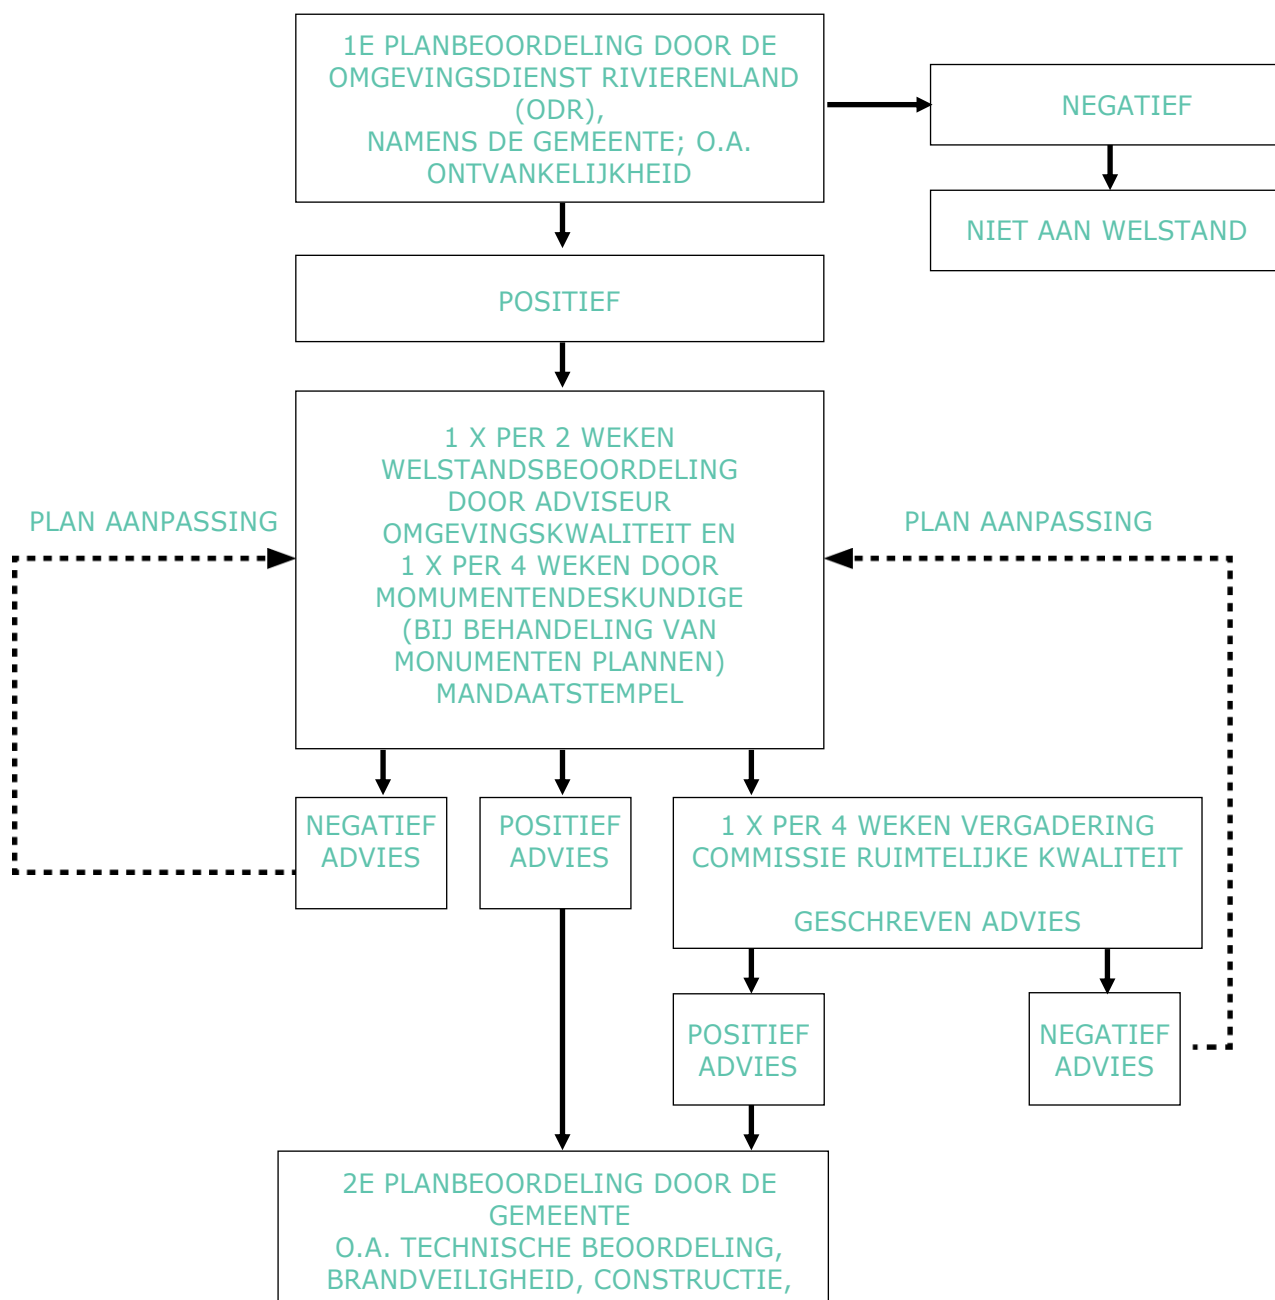 1E PLANBEOORDELING DOOR DE
OMGEVINGSDIENST RIVIERENLAND
(ODR),
NAMENS DE GEMEENTE; O.A.
ONTVANKELIJKHEID
NEGATIEF
NIET AAN WELSTAND
POSITIEF
1 X PER 2 WEKEN
WELSTANDSBEOORDELING
DOOR ADVISEUR
OMGEVINGSKWALITEIT EN
1 X PER 4 WEKEN DOOR
MOMUMENTENDESKUNDIGE
(BIJ BEHANDELING VAN
MONUMENTEN PLANNEN)
MANDAATSTEMPEL
PLAN AANPASSING
PLAN AANPASSING
NEGATIEF
ADVIES
POSITIEF
ADVIES
1 X PER 4 WEKEN VERGADERING
COMMISSIE RUIMTELIJKE KWALITEIT
GESCHREVEN ADVIES
POSITIEF
ADVIES
NEGATIEF
ADVIES
2E PLANBEOORDELING DOOR DE
GEMEENTE
O.A. TECHNISCHE BEOORDELING,
BRANDVEILIGHEID, CONSTRUCTIE,